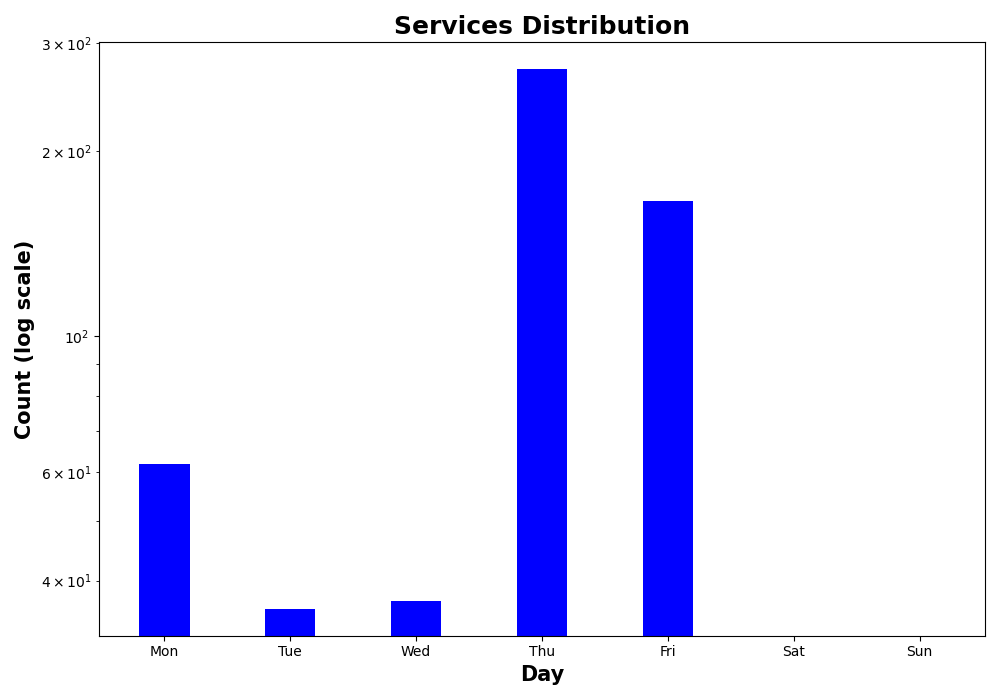 Services Distribution
3 × 10²
2 × 10²
10²
6 × 10¹
4 × 10¹
Count (log scale)
Mon Tue Wed Thu Fri Sat Sun
Day